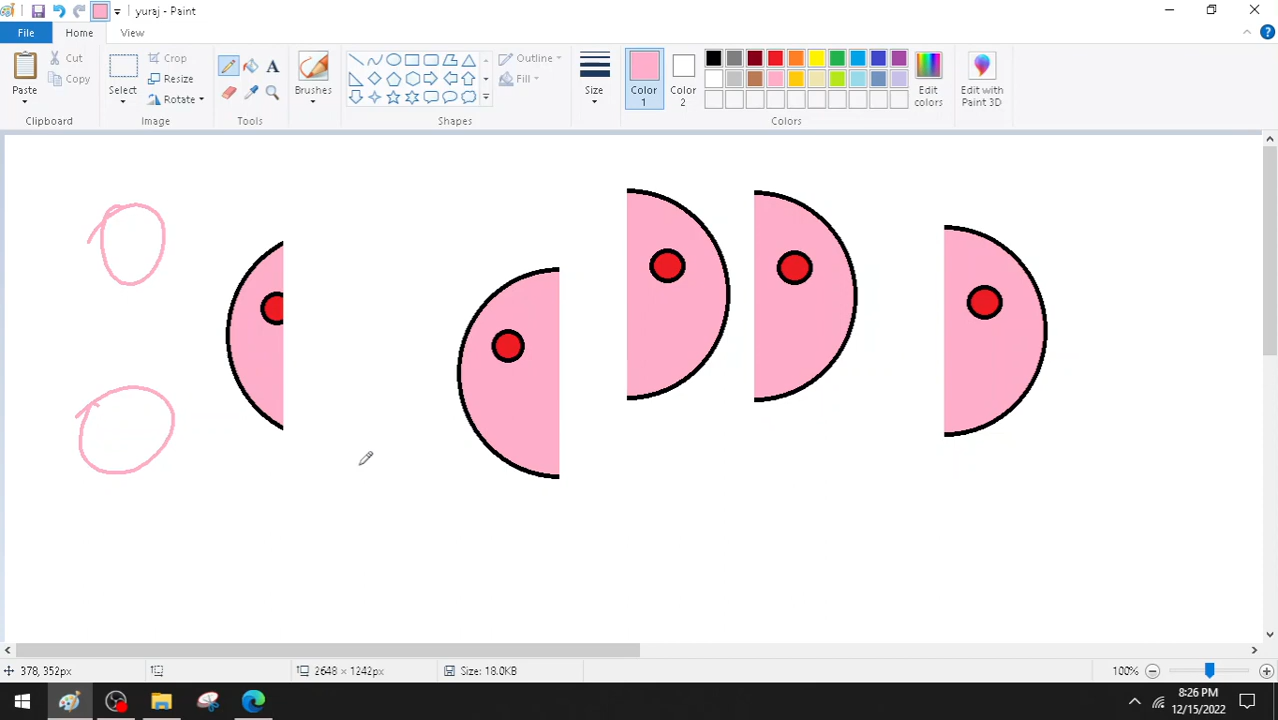 yuraj - Paint
File Home View
Paste
Cut
Copy
Clipboard
Select
Crop
Resize
Rotate
Image
A
Tools
Brushes
Shapes
Outline
Fill
Size
Color 1
Color 2
Colors
Edit colors
Edit with Paint 3D
378, 352px
2648 × 1242px
Size: 18.0KB
100%
8:26 PM
12/15/2022